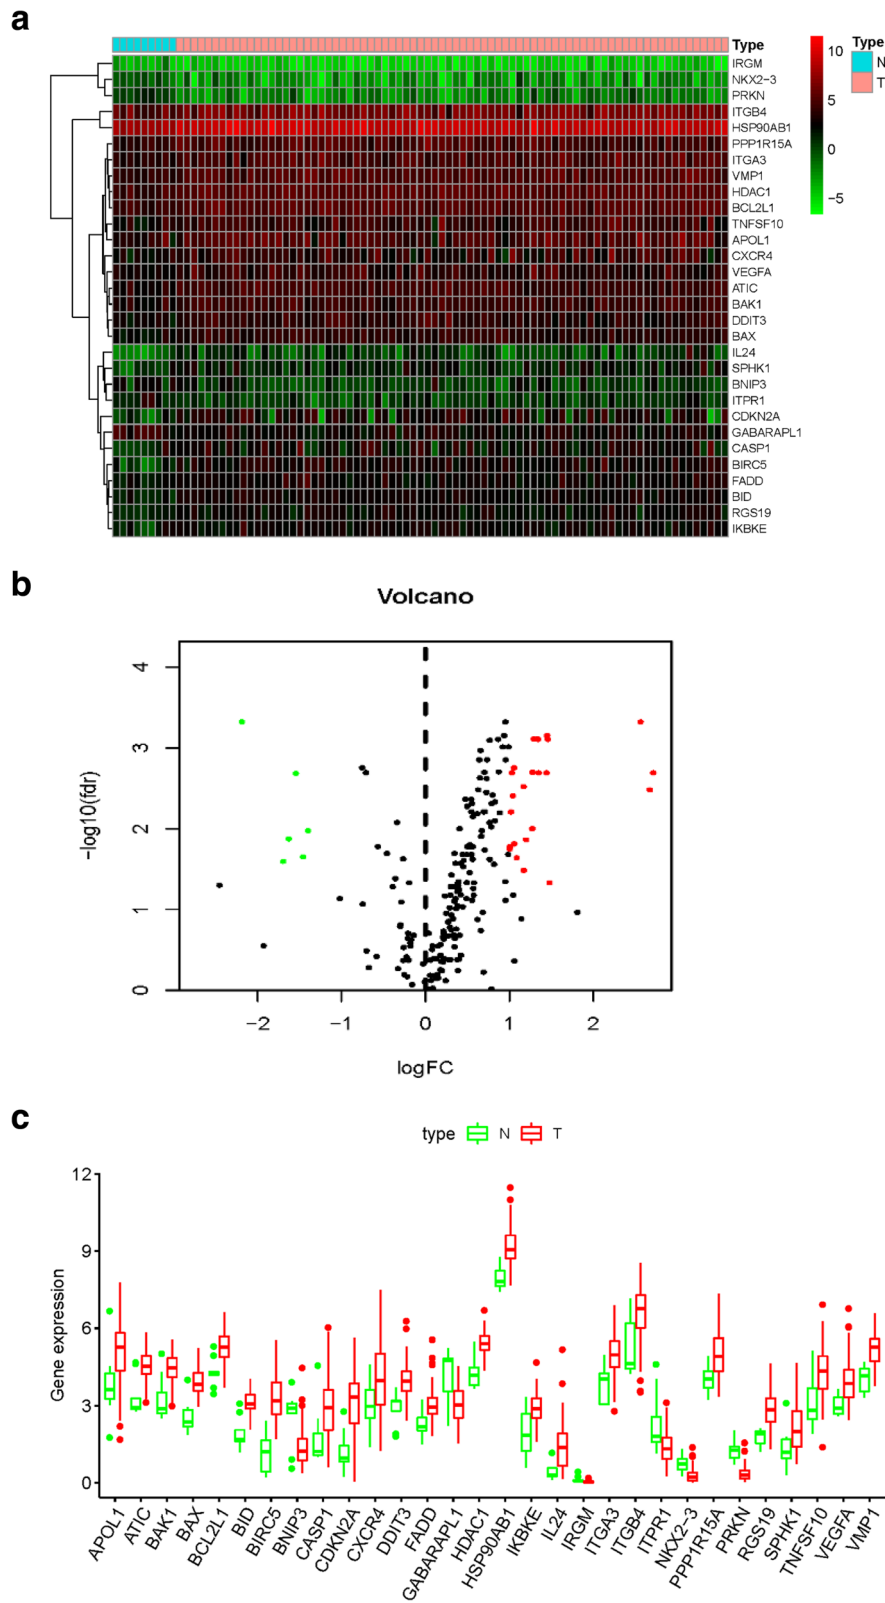 a
Type
IRGM
NKX2-3
PRKN
ITGB4
HSP90AB1
PPP1R15A
ITGA3
VMP1
HDAC1
BCL2L1
TNFSF10
APOL1
CXCR4
VEGFA
ATIC
BAK1
DDIT3
BAX
IL24
SPHK1
BNIP3
ITPR1
CDKN2A
GABARAPL1
CASP1
BIRC5
FADD
BID
RGS19
IKBKE
10
5
0
−5
Type
N
T
b
Volcano
−log10(fdr)
4
3
2
1
0
−2
−1
0
1
2
logFC
c
type N T
Gene expression
12
9
6
3
0
APOL1
ATIC
BAK1
BAX
BCL2L1
BID
BIRC5
BNIP3
CASP1
CDKN2A
CXCR4
DDIT3
FADD
GABARAPL1
HDAC1
HSP90AB1
IKBKE
IL24
IRGM
ITGA3
ITGB4
ITPR1
NKX2−3
PPP1R15A
PRKN
RGS19
SPHK1
TNFSF10
VEGFA
VMP1